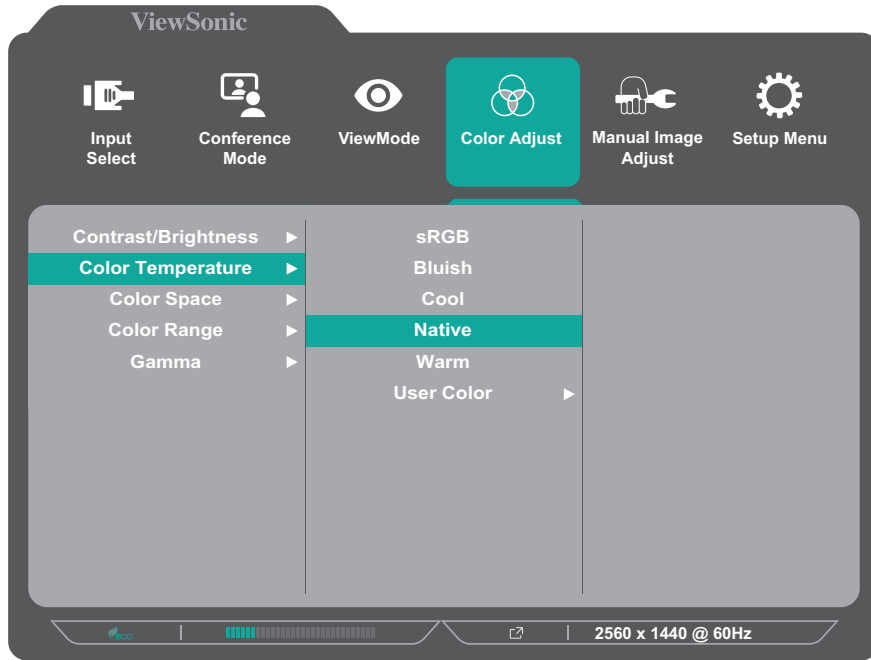 ViewSonic
Input
Select
Conference
Mode
ViewMode
Color Adjust
Manual Image
Adjust
Setup Menu
Contrast/Brightness
Color Temperature
Color Space
Color Range
Gamma
sRGB
Bluish
Cool
Native
Warm
User Color
eco
2560 x 1440 @ 60Hz